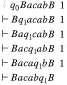 q₀BacabB 1
⊢ Bq₁acabB 1
⊢ Baq₁cabB 1
⊢ Bacq₁abB 1
⊢ Bacaq₁bB 1
⊢ Bacabq₁B